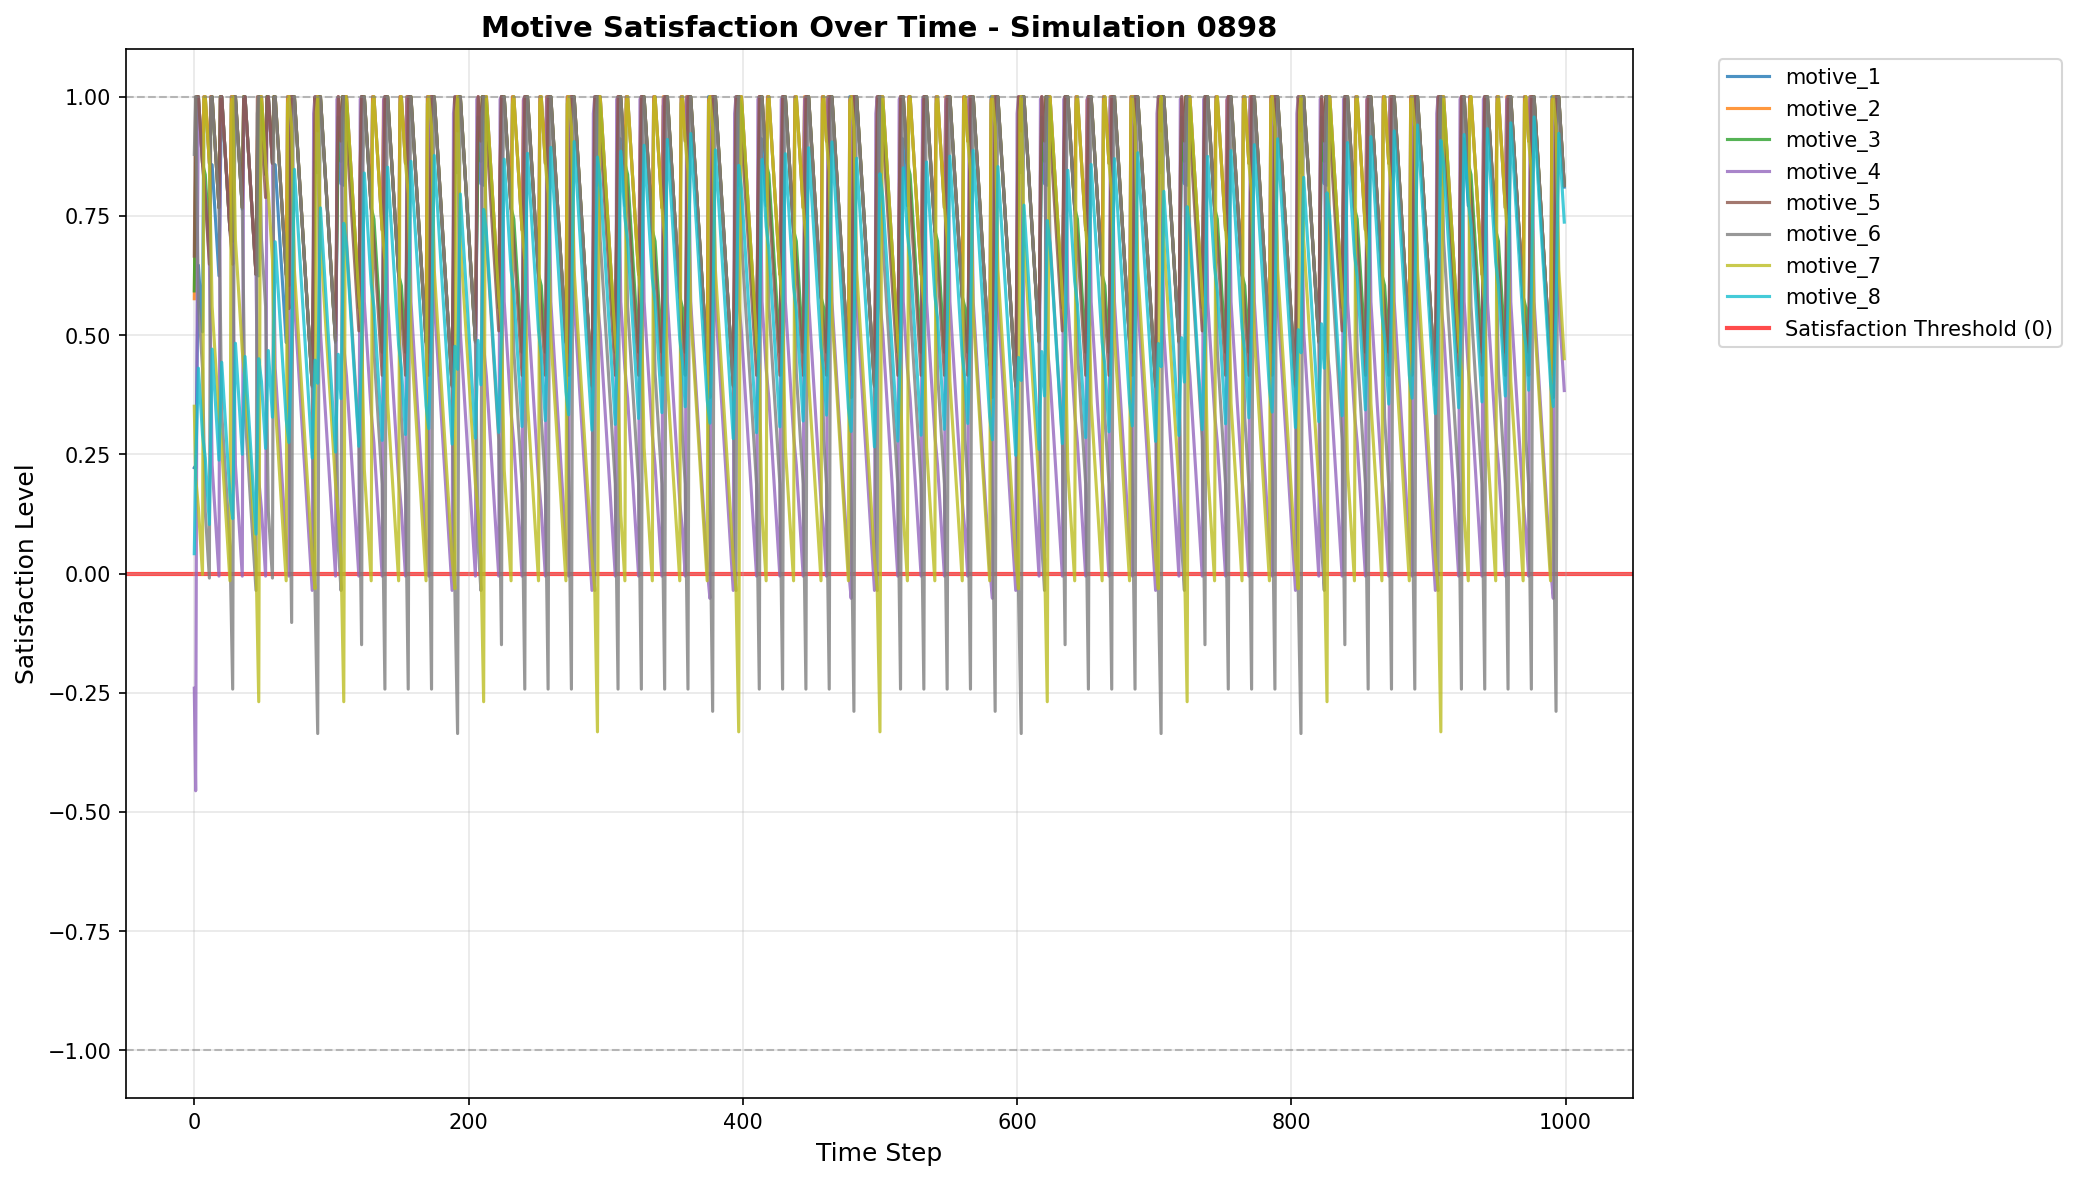 Motive Satisfaction Over Time - Simulation 0898
Satisfaction Level
1.00
0.75
0.50
0.25
0.00
−0.25
−0.50
−0.75
−1.00
0
200
400
600
800
1000
Time Step
motive_1
motive_2
motive_3
motive_4
motive_5
motive_6
motive_7
motive_8
Satisfaction Threshold (0)